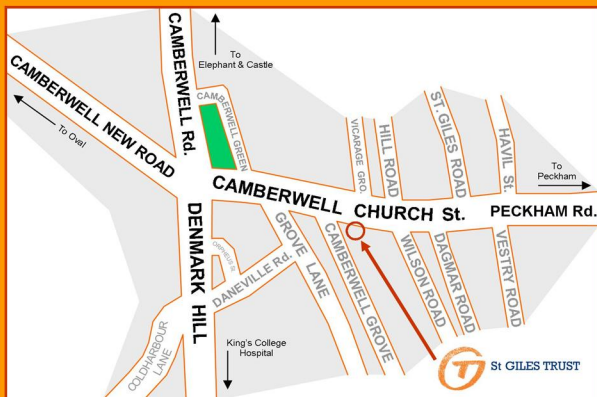 To
Elephant & Castle
CAMBERWELL NEW ROAD
To Oval
CAMBERWELL Rd.
CAMBERWELL GREEN
VICARAGE GRO.
HILL ROAD
ST. GILES ROAD
HAVIL St.
To
Peckham
CAMBERWELL CHURCH St.
PECKHAM Rd.
DENMARK HILL
ORPHEUS St.
DANEVILLE Rd.
GROVE LANE
CAMBERWELL GROVE
WILSON ROAD
DAGMAR ROAD
VESTRY ROAD
COLDHARBOUR
LANE
King's College
Hospital
St GILES TRUST